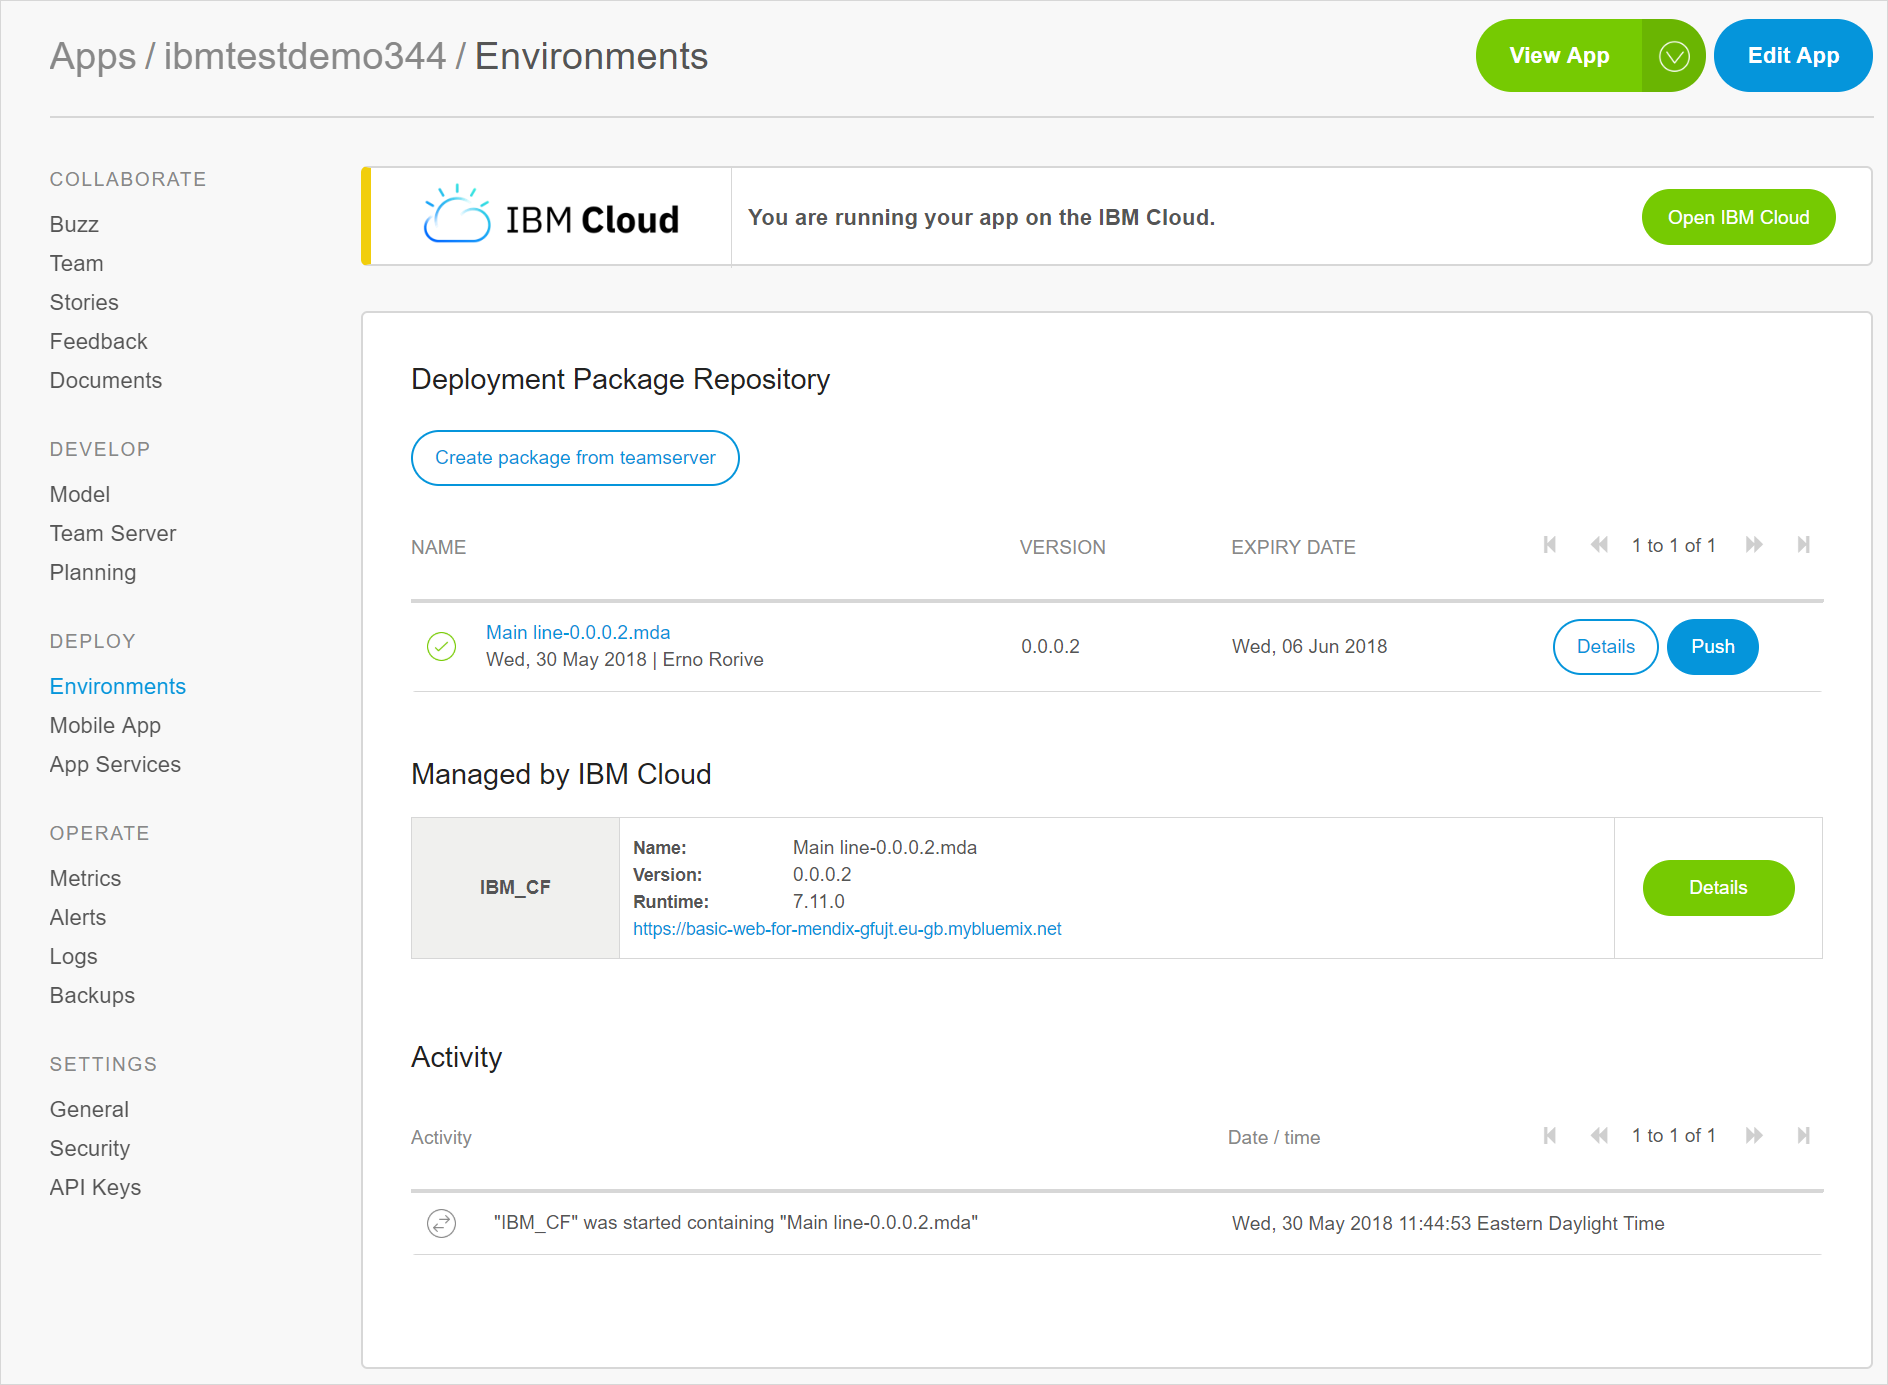 Apps / ibmtestdemo344 / Environments
View App
Edit App
COLLABORATE
Buzz
Team
Stories
Feedback
Documents
DEVELOP
Model
Team Server
Planning
DEPLOY
Environments
Mobile App
App Services
OPERATE
Metrics
Alerts
Logs
Backups
SETTINGS
General
Security
API Keys
IBM Cloud
You are running your app on the IBM Cloud.
Open IBM Cloud
Deployment Package Repository
Create package from teamserver
NAME VERSION EXPIRY DATE 1 to 1 of 1
Main line-0.0.0.2.mda
Wed, 30 May 2018 | Erno Rorive
0.0.0.2 Wed, 06 Jun 2018 Details Push
Managed by IBM Cloud
IBM_CF
Name: Main line-0.0.0.2.mda
Version: 0.0.0.2
Runtime: 7.11.0
https://basic-web-for-mendix-gfujt.eu-gb.mybluemix.net
Details
Activity
Activity Date / time 1 to 1 of 1
"IBM_CF" was started containing "Main line-0.0.0.2.mda" Wed, 30 May 2018 11:44:53 Eastern Daylight Time